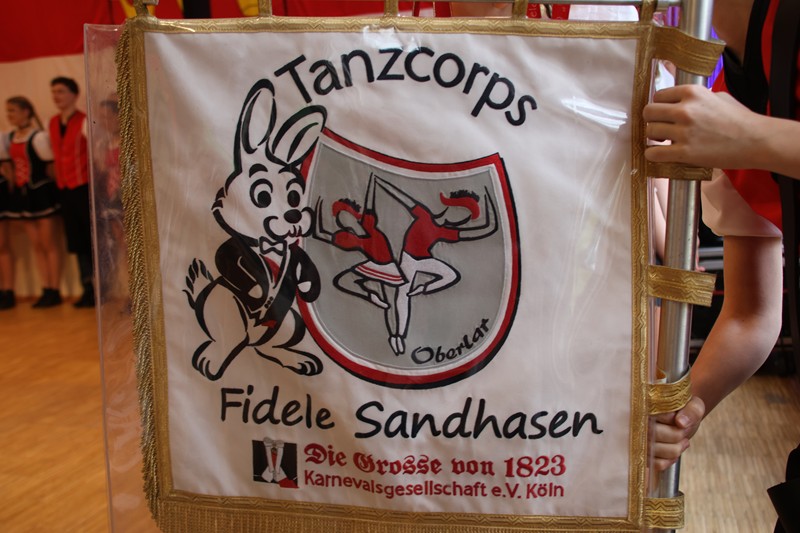 Tanzcorps
Oberlar
Fidele Sandhasen
Die Grosse von 1823
Karnevalsgesellschaft e.V. Köln